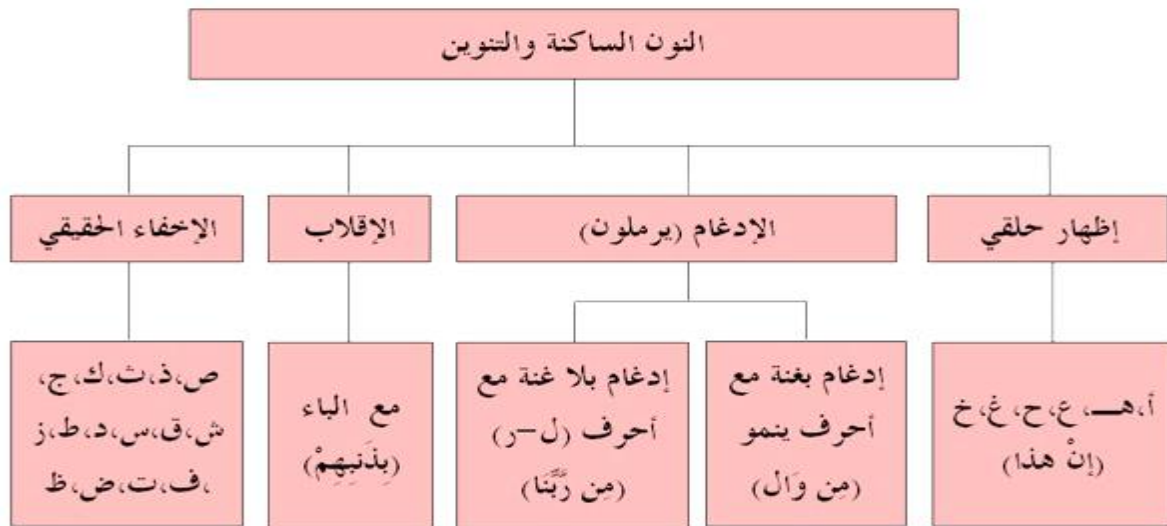 النون الساكنة والتنوين
إظهار حلقي
الإدغام (يرملون)
الإقلاب
الإخفاء الحقيقي
أ،هـ، ع، ح، غ، خ
(إنْ هذا)
إدغام بغنة مع
أحرف ينمو
(مِن وَال)
إدغام بلا غنة مع
أحرف (ل-ر)
(مِن رَّبِّنَا)
مع الباء
(بِذَنبِهِمْ)
ص،ذ،ث،ك،ج،
ش،ق،س،د،ط،ز
،ف،ت،ض،ظ